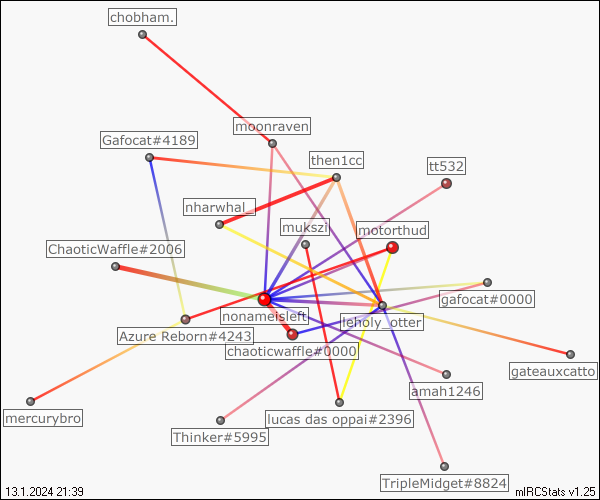 chobham.
moonraven
Gafocat#4189
then1cc
tt532
nharwhal_
mukszi
motorthud
ChaoticWaffle#2006
gafocat#0000
nonameisleft
leholy_otter
Azure Reborn#4243
chaoticwaffle#0000
gateauxcatto
amah1246
mercurybro
lucas das oppai#2396
Thinker#5995
TripleMidget#8824
13.1.2024 21:39
mIRCStats v1.25